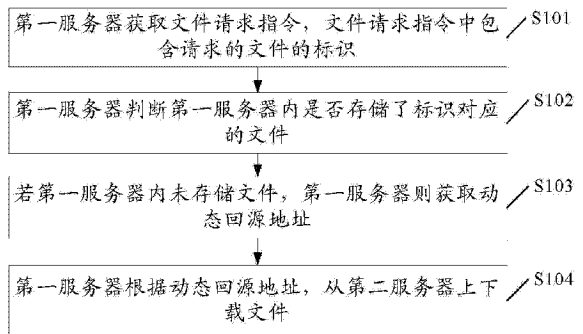 第一服务器获取文件请求指令，文件请求指令中包
含请求的文件的标识
S101
第一服务器判断第一服务器内是否存储了标识对应
的文件
S102
若第一服务器内未存储文件，第一服务器则获取动
态回源地址
S103
第一服务器根据动态回源地址，从第二服务器上下
载文件
S104